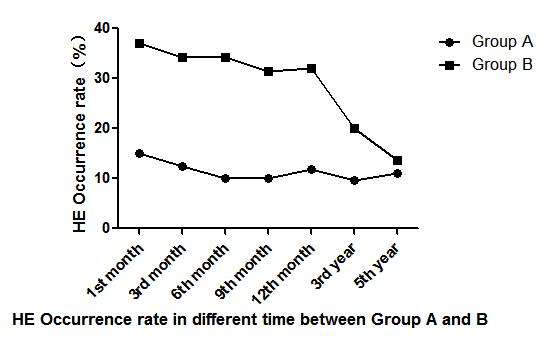 40
30
20
10
0
HE Occurrence rate (%)
Group A
Group B
1st month
3rd month
6th month
9th month
12th month
3rd year
5th year
HE Occurrence rate in different time between Group A and B